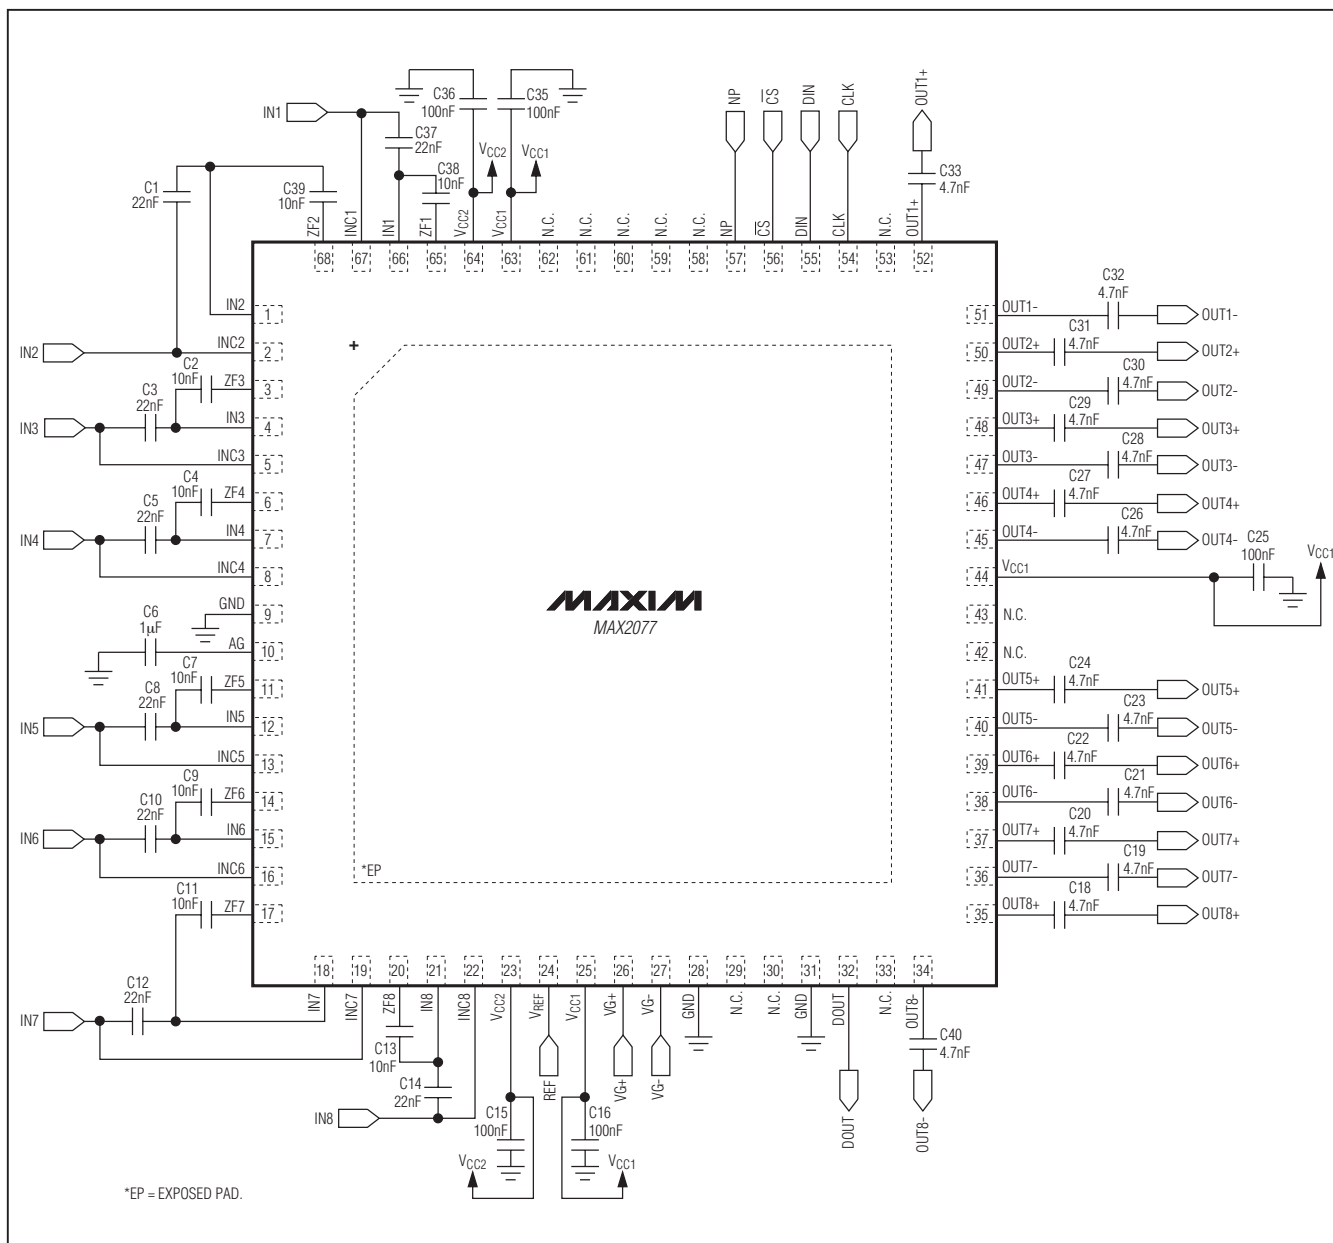 IN1
C36
100nF
C35
100nF
C37
22nF
C38
10nF
VCC2
VCC1
C1
22nF
C39
10nF
NP
CS
DIN
CLK
OUT1+
C33
4.7nF
ZF2
INC1
IN1
ZF1
VCC2
VCC1
N.C.
N.C.
N.C.
N.C.
N.C.
NP
CS
DIN
CLK
N.C.
OUT1+
68
67
66
65
64
63
62
61
60
59
58
57
56
55
54
53
52
IN2
1
IN2
INC2
2
C2
10nF
ZF3
3
C3
22nF
IN3
IN3
4
INC3
5
C4
10nF
ZF4
6
C5
22nF
IN4
IN4
7
INC4
8
GND
9
C6
1µF
AG
10
C7
10nF
ZF5
11
C8
22nF
IN5
IN5
12
INC5
13
C9
10nF
ZF6
14
C10
22nF
IN6
IN6
15
INC6
16
C11
10nF
ZF7
17
+
MAXIM
MAX2077
*EP
51
OUT1-
C32
4.7nF
OUT1-
50
OUT2+
C31
4.7nF
OUT2+
49
OUT2-
C30
4.7nF
OUT2-
48
OUT3+
C29
4.7nF
OUT3+
47
OUT3-
C28
4.7nF
OUT3-
46
OUT4+
C27
4.7nF
OUT4+
45
OUT4-
C26
4.7nF
OUT4-
44
VCC1
C25
100nF
VCC1
43
N.C.
42
N.C.
41
OUT5+
C24
4.7nF
OUT5+
40
OUT5-
C23
4.7nF
OUT5-
39
OUT6+
C22
4.7nF
OUT6+
38
OUT6-
C21
4.7nF
OUT6-
37
OUT7+
C20
4.7nF
OUT7+
36
OUT7-
C19
4.7nF
OUT7-
35
OUT8+
C18
4.7nF
OUT8+
18
19
20
21
22
23
24
25
26
27
28
29
30
31
32
33
34
IN7
INC7
ZF8
IN8
INC8
VCC2
VREF
VCC1
VG+
VG-
GND
N.C.
N.C.
GND
DOUT
N.C.
OUT8-
C12
22nF
IN7
C13
10nF
C14
22nF
IN8
C15
100nF
VCC2
REF
C16
100nF
VCC1
VG+
VG-
DOUT
C40
4.7nF
OUT8-
*EP = EXPOSED PAD.